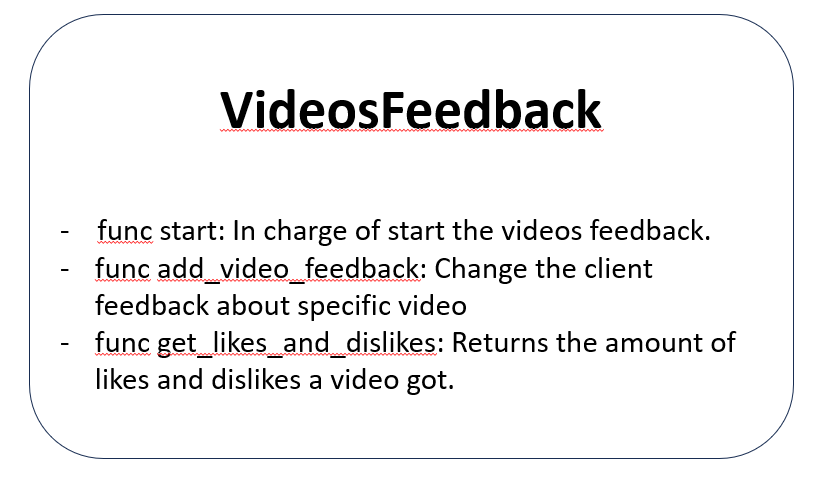 VideosFeedback
- func start: In charge of start the videos feedback.
- func add_video_feedback: Change the client
feedback about specific video
- func get_likes_and_dislikes: Returns the amount of
likes and dislikes a video got.